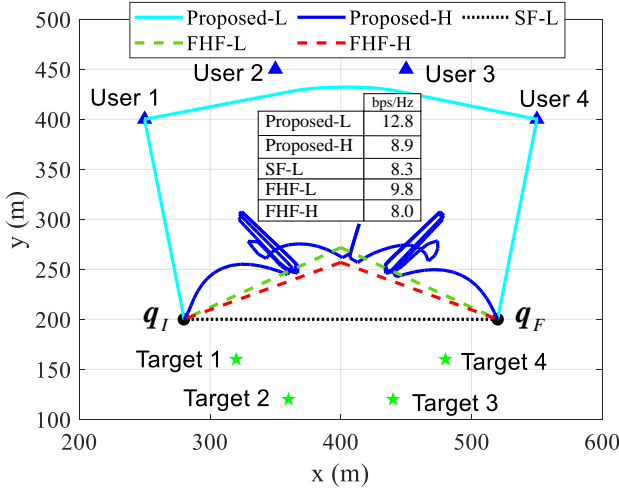 Proposed-L Proposed-H SF-L
FHF-L FHF-H
500
450
400
350
300
250
200
150
100
y (m)
User 1
User 2
User 3
User 4
bps/Hz
Proposed-L 12.8
Proposed-H 8.9
SF-L 8.3
FHF-L 9.8
FHF-H 8.0
q I
q F
Target 1
Target 4
Target 2
Target 3
200 300 400 500 600
x (m)